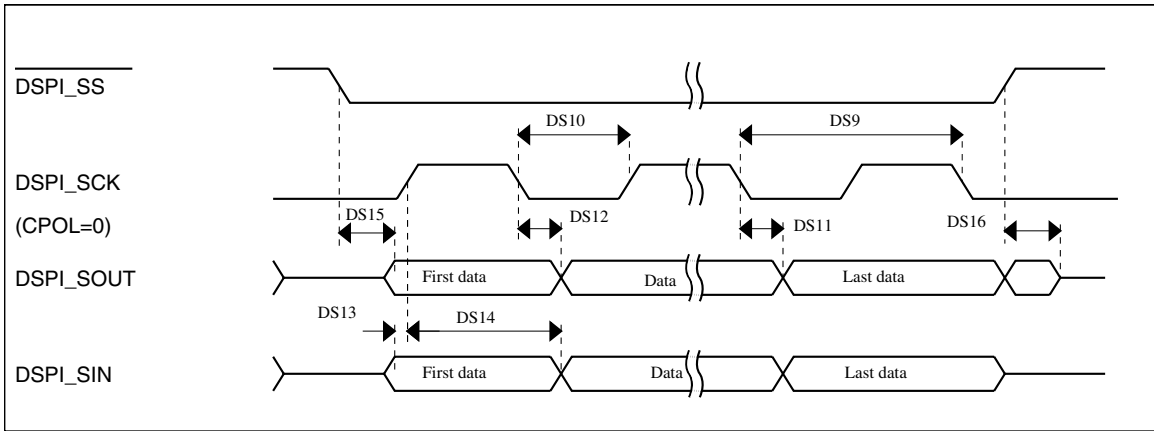 DSPI_SS
DS10
DS9
DSPI_SCK
(CPOL=0)
DS15
DS12
DS11
DS16
DSPI_SOUT
First data
Data
Last data
DS13
DS14
DSPI_SIN
First data
Data
Last data